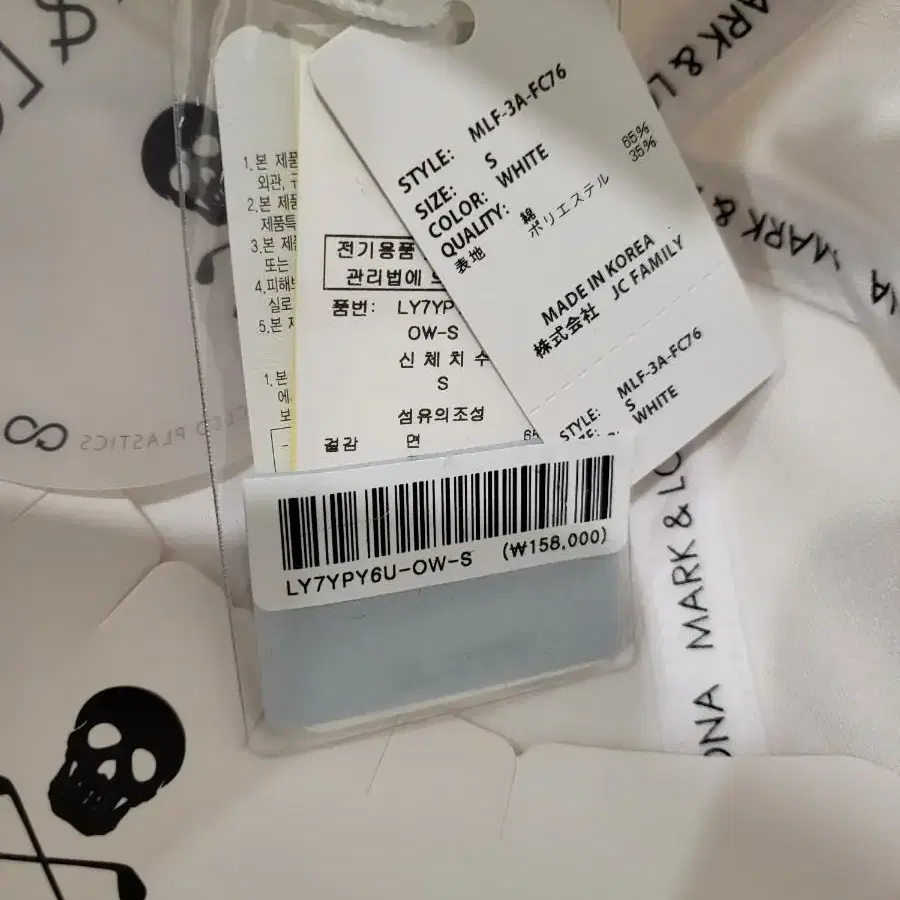 STYLE: MLF-3A-FC76
SIZE: S
COLOR: WHITE
QUALITY:
表地 綿 65%
ポリエステル 35%
MADE IN KOREA
株式会社 JC FAMILY
STYLE: MLF-3A-FC76
S
WHITE
1. 본 제품
외관,
2. 본
제품특
3. 본 제
또는
4. 피해
실로
5. 본
1. 본
에
보
전기용품
관리법에
품번: LY7YP
OW-S
신체치수
S
섬유의조성
겉감 면 65
LY7YPY6U-OW-S (₩158,000)
PLASTICS
MARK &
MARK &
MARK & LO
ONA